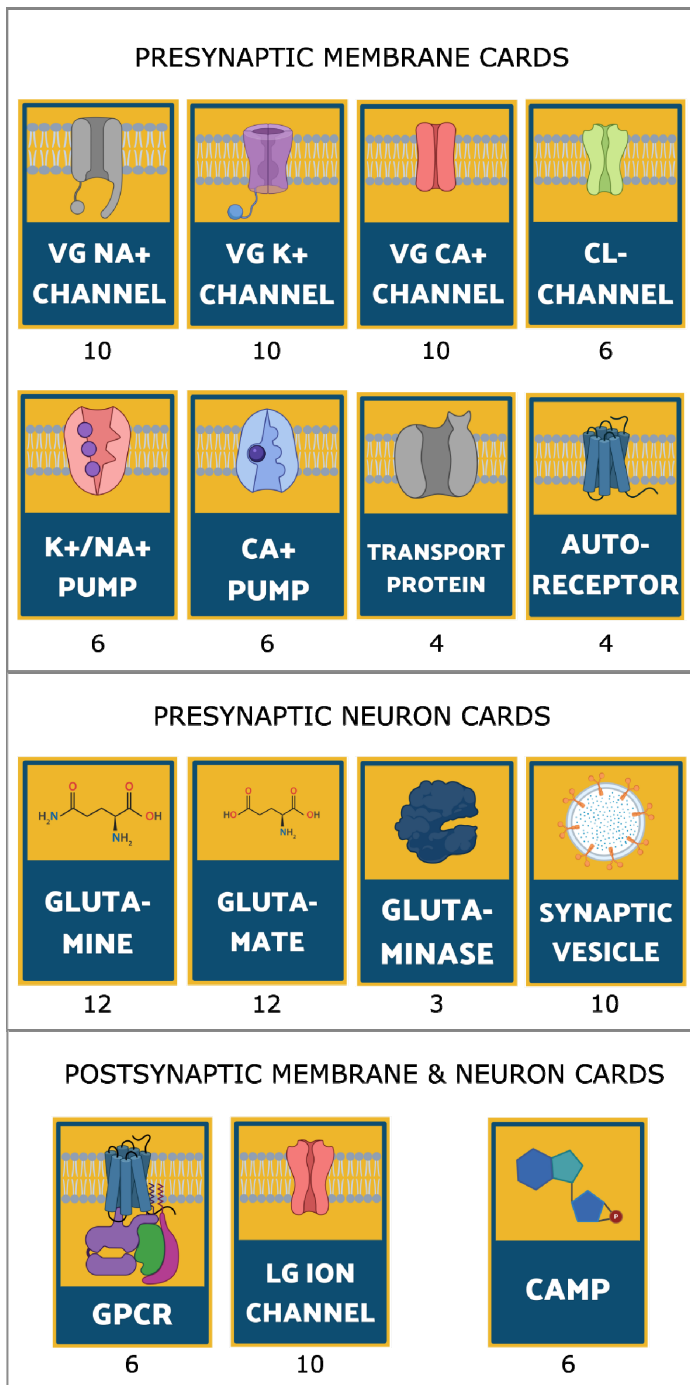 PRESYNAPTIC MEMBRANE CARDS
VG NA+
CHANNEL
10
VG K+
CHANNEL
10
VG CA+
CHANNEL
10
CL-
CHANNEL
6
K+/NA+
PUMP
6
CA+
PUMP
6
TRANSPORT
PROTEIN
4
AUTO-
RECEPTOR
4
PRESYNAPTIC NEURON CARDS
O
O
H₂N
OH
NH₂
GLUTA-
MINE
12
O
O
HO
OH
NH₂
GLUTA-
MATE
12
GLUTA-
MINASE
3
SYNAPTIC
VESICLE
10
POSTSYNAPTIC MEMBRANE & NEURON CARDS
GPCR
6
LG ION
CHANNEL
10
P
CAMP
6